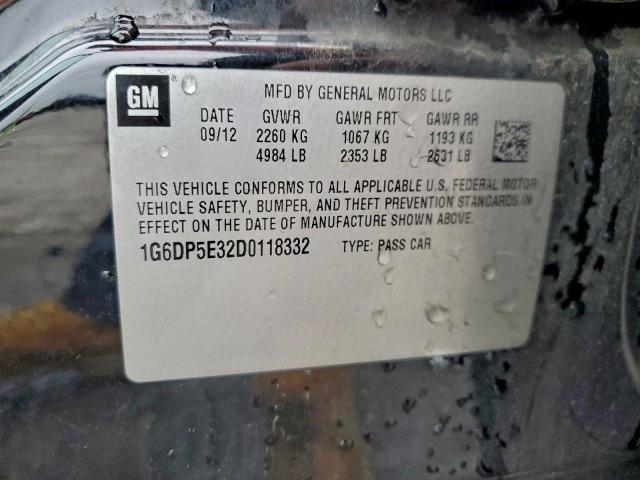 GM
MFD BY GENERAL MOTORS LLC
DATE GVWR GAWR FRT GAWR RR
09/12 2260 KG 1067 KG 1193 KG
4984 LB 2353 LB 2631 LB
THIS VEHICLE CONFORMS TO ALL APPLICABLE U.S. FEDERAL MOTOR
VEHICLE SAFETY, BUMPER, AND THEFT PREVENTION STANDARDS IN
EFFECT ON THE DATE OF MANUFACTURE SHOWN ABOVE.
1G6DP5E32D0118332 TYPE: PASS CAR